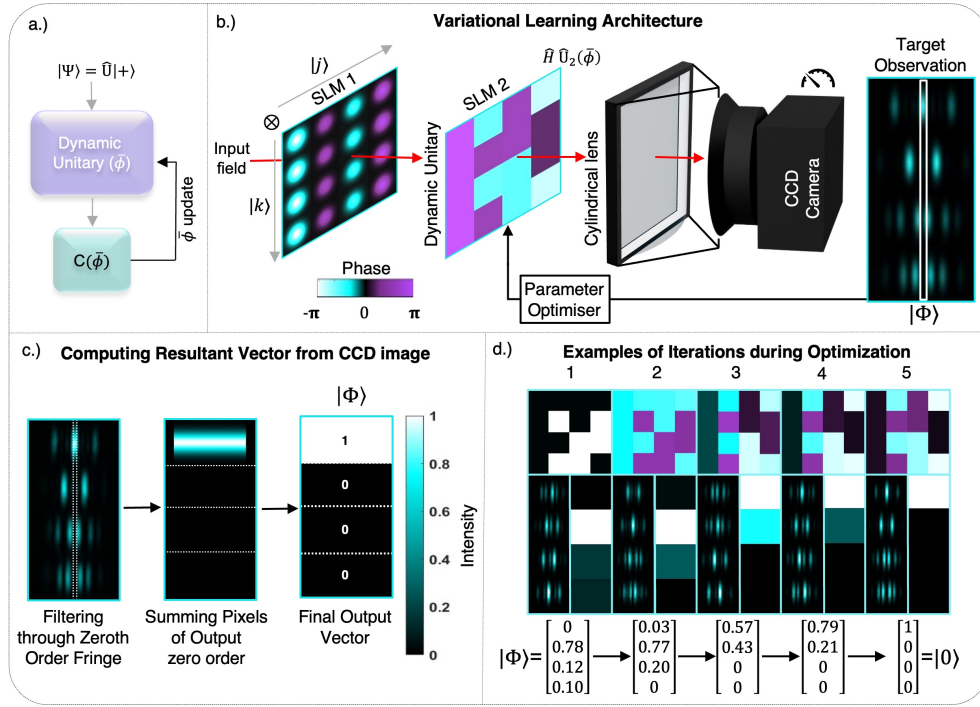 a.)
|Ψ⟩ = Û|+⟩
Dynamic
Unitary (φ̄)
C(φ̄)
φ̄ update
b.)
Variational Learning Architecture
|j⟩
SLM 1
⊗
Input
field
|k⟩
Phase
-π 0 π
Ĥ Û₂(φ̄)
SLM 2
Dynamic Unitary
Cylindrical lens
CCD
Camera
Parameter
Optimiser
Target
Observation
|Φ⟩
c.)
Computing Resultant Vector from CCD image
|Φ⟩
1
0
0
0
1
0.8
0.6
0.4
0.2
0
Intensity
Filtering
through Zeroth
Order Fringe
Summing Pixels
of Output
zero order
Final Output
Vector
d.)
Examples of Iterations during Optimization
1 2 3 4 5
|Φ⟩=
0
0.78
0.12
0.10
0.03
0.77
0.20
0
0.57
0.43
0
0
0.79
0.21
0
0
1
0
0
0
=|0⟩